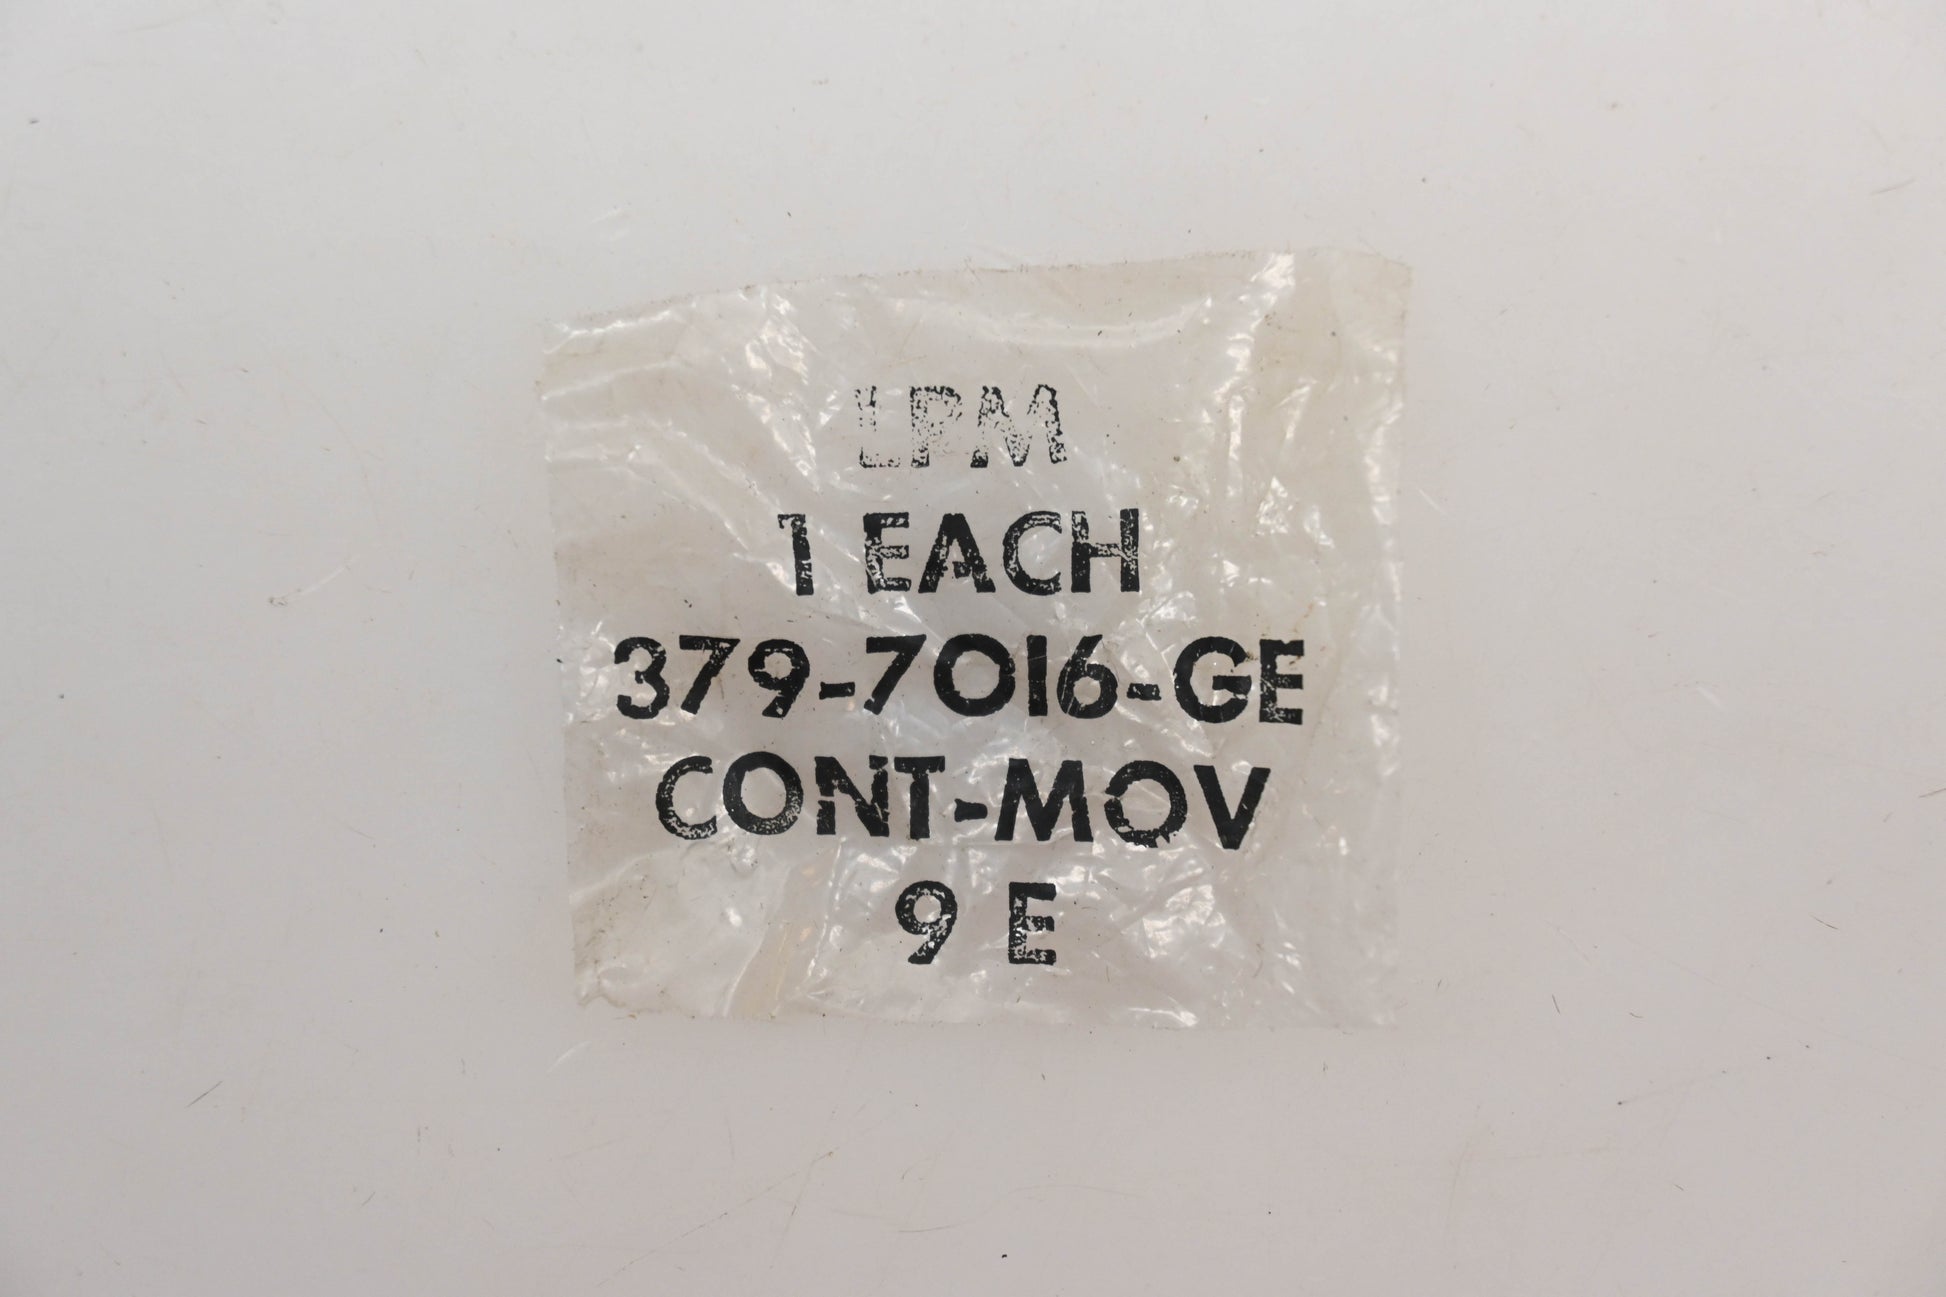 LPM
1 EACH
379-7016-GE
CONT-MOV
9 E